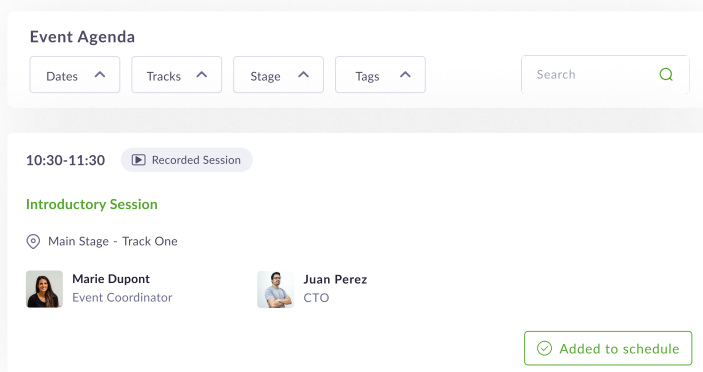 Event Agenda
Dates Tracks Stage Tags Search
10:30-11:30 Recorded Session
Introductory Session
Main Stage - Track One
Marie Dupont Juan Perez
Event Coordinator CTO
Added to schedule